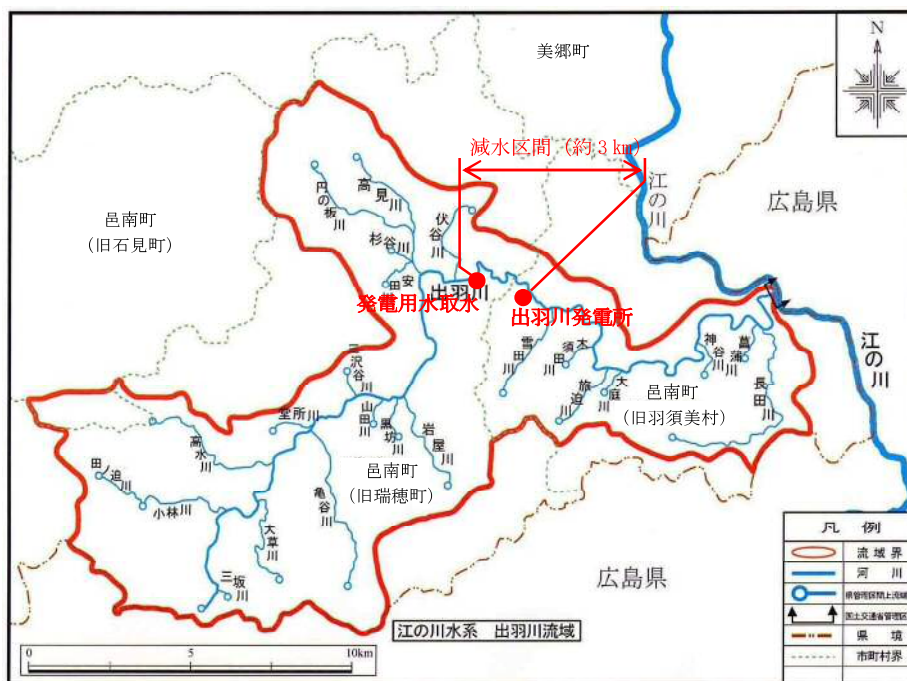 美郷町
N
減水区間（約３㎞）
江の川
広島県
邑南町
（旧石見町）
円の板川
高見川
伏谷川
杉谷川
安田川
出羽川
発電用水取水
出羽川発電所
雪田川
須田川
神谷川
菖蒲川
長田川
江の川
旅迫川
大庭川
邑南町
（旧羽須美村）
三沢谷川
山田川
黒坊川
岩屋川
高水川
邑南町
（旧瑞穂町）
田ノ迫川
小林川
大草川
亀谷川
三坂川
広島県
江の川水系　出羽川流域
0
5
10km
凡　例
流域界
河　川
県管理区間上流端
国土交通省管理区
県　境
市町村界